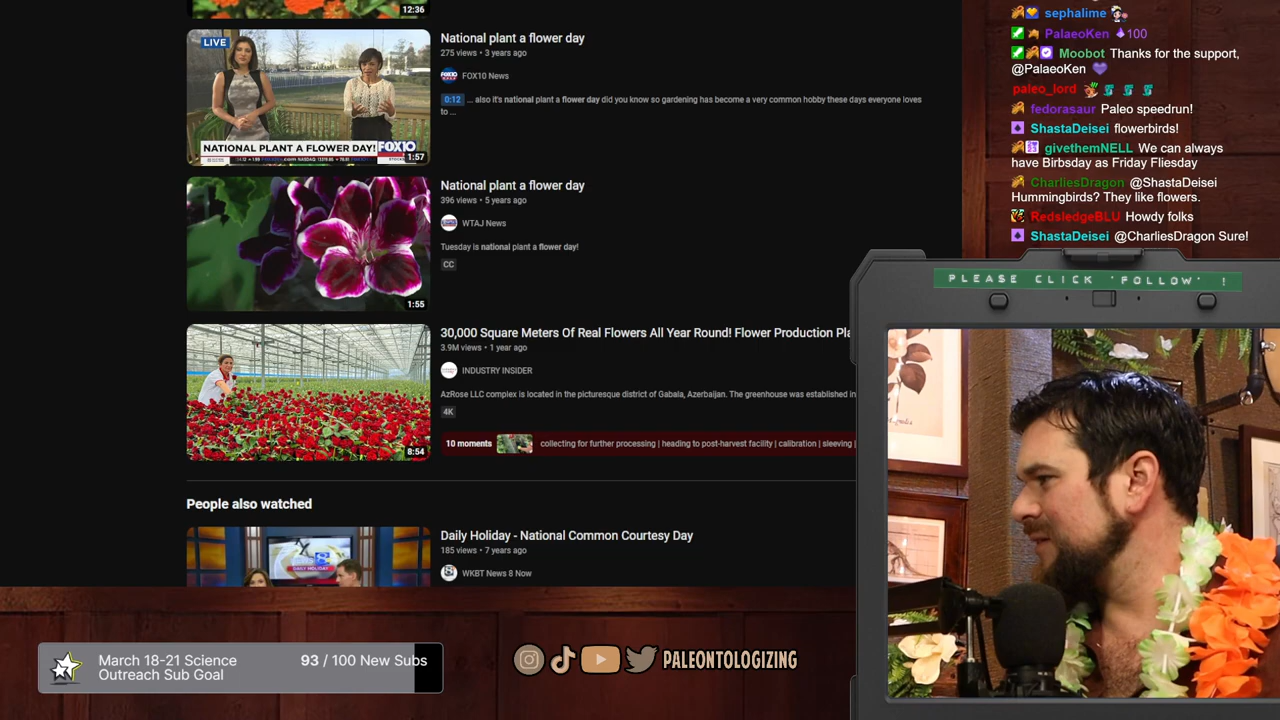 12:36
LIVE
NATIONAL PLANT A FLOWER DAY!
FOX10
1:57
National plant a flower day
275 views • 3 years ago
FOX10 News
0:12 ... also it's national plant a flower day did you know so gardening has become a very common hobby these days everyone loves
to ...
1:55
National plant a flower day
396 views • 5 years ago
WTAJ News
Tuesday is national plant a flower day!
CC
8:54
30,000 Square Meters Of Real Flowers All Year Round! Flower Production Pla
3.9M views • 1 year ago
INDUSTRY INSIDER
AzRose LLC complex is located in the picturesque district of Gabala, Azerbaijan. The greenhouse was established in
4K
10 moments collecting for further processing | heading to post-harvest facility | calibration | sleeving |
People also watched
Daily Holiday - National Common Courtesy Day
185 views • 7 years ago
WKBT News 8 Now
sephalime
PalaeoKen 100
Moobot Thanks for the support,
@PalaeoKen
paleo_lord
fedorasaur Paleo speedrun!
ShastaDeisei flowerbirds!
givethemNELL We can always
have Birbsday as Friday Fliesday
CharliesDragon @ShastaDeisei
Hummingbirds? They like flowers.
RedsledgeBLU Howdy folks
ShastaDeisei @CharliesDragon Sure!
PLEASE CLICK 'FOLLOW' !
March 18-21 Science
Outreach Sub Goal
93 / 100 New Subs
PALEONTOLOGIZING